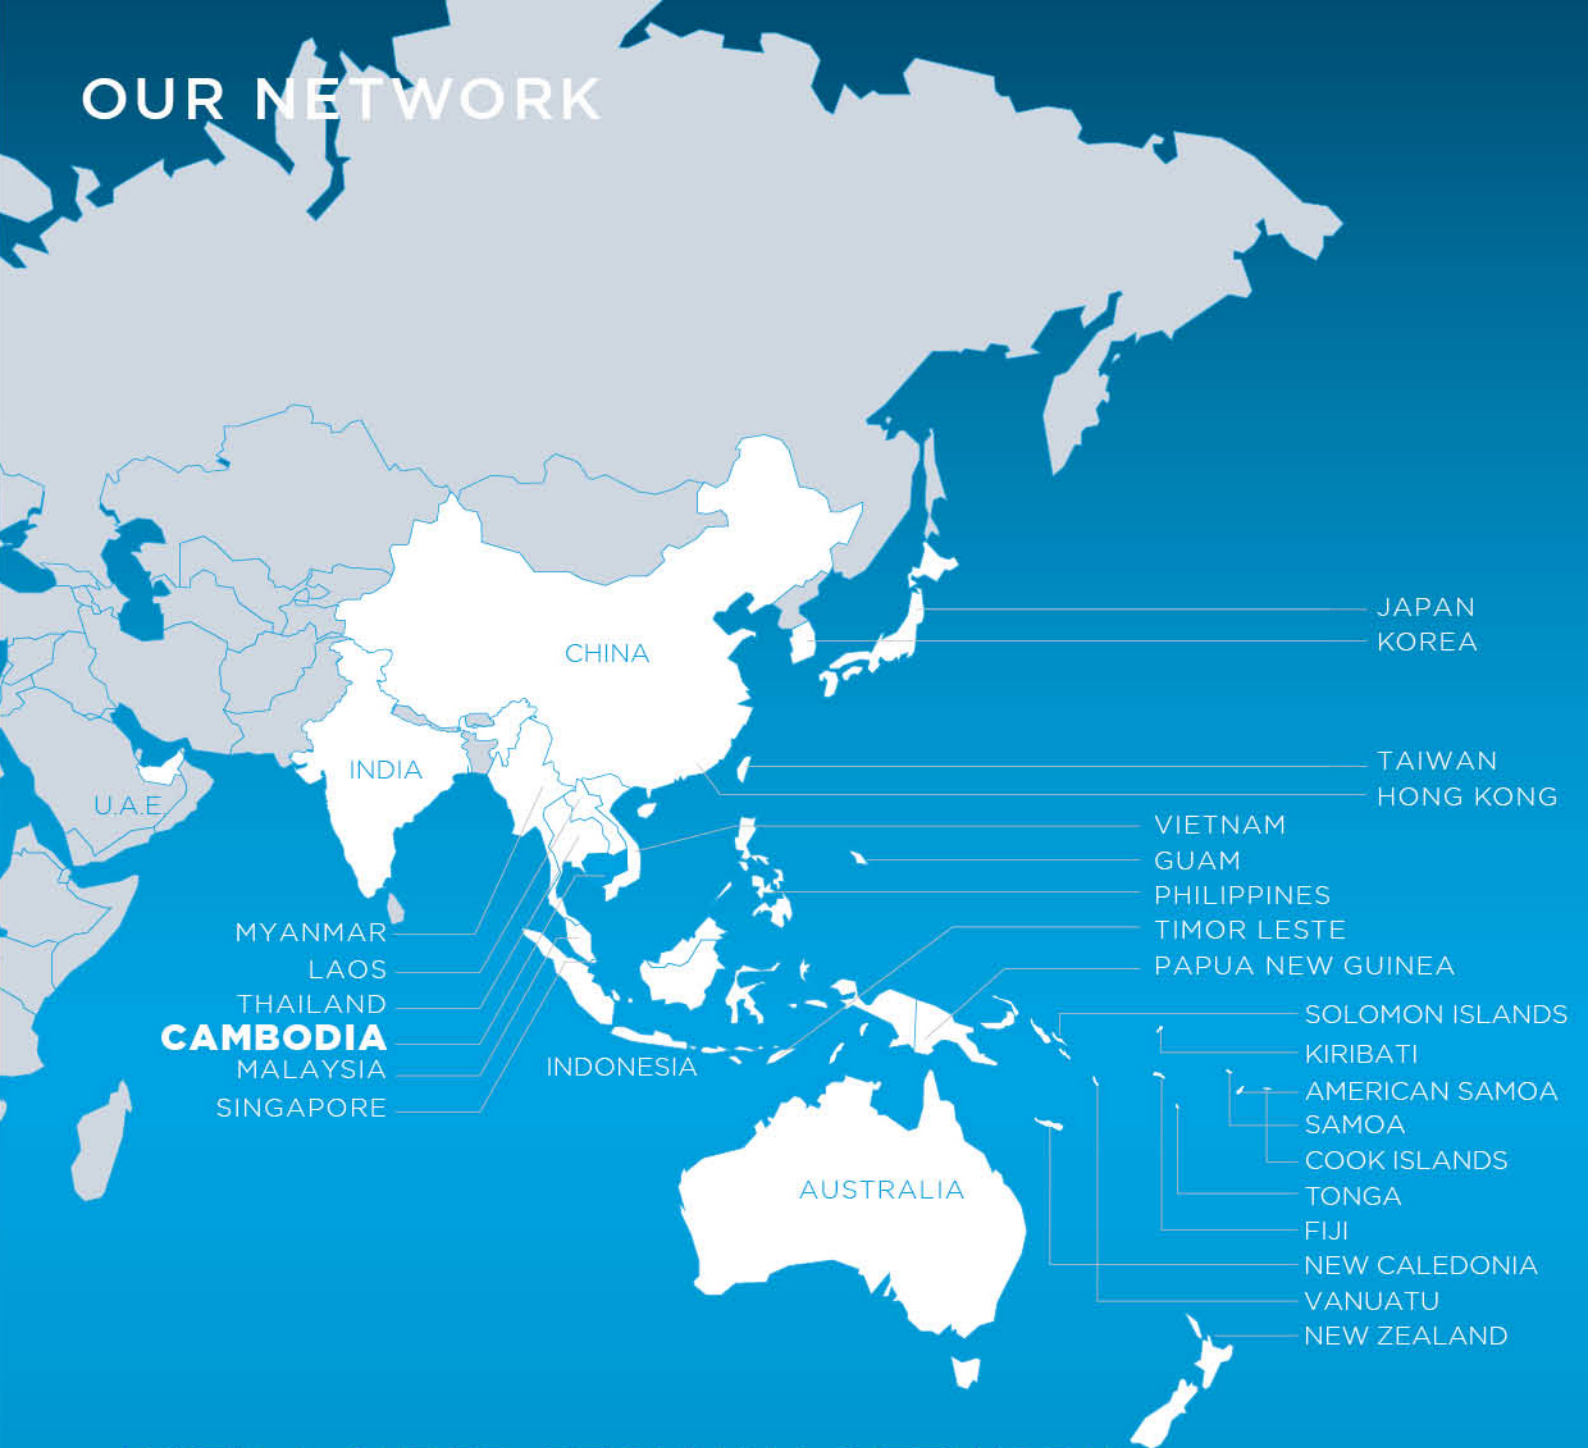 OUR NETWORK
JAPAN
KOREA
CHINA
TAIWAN
INDIA
HONG KONG
U.A.E.
VIETNAM
GUAM
PHILIPPINES
TIMOR LESTE
PAPUA NEW GUINEA
MYANMAR
LAOS
THAILAND
CAMBODIA
MALAYSIA
SINGAPORE
INDONESIA
SOLOMON ISLANDS
KIRIBATI
AMERICAN SAMOA
SAMOA
COOK ISLANDS
TONGA
FIJI
NEW CALEDONIA
VANUATU
NEW ZEALAND
AUSTRALIA